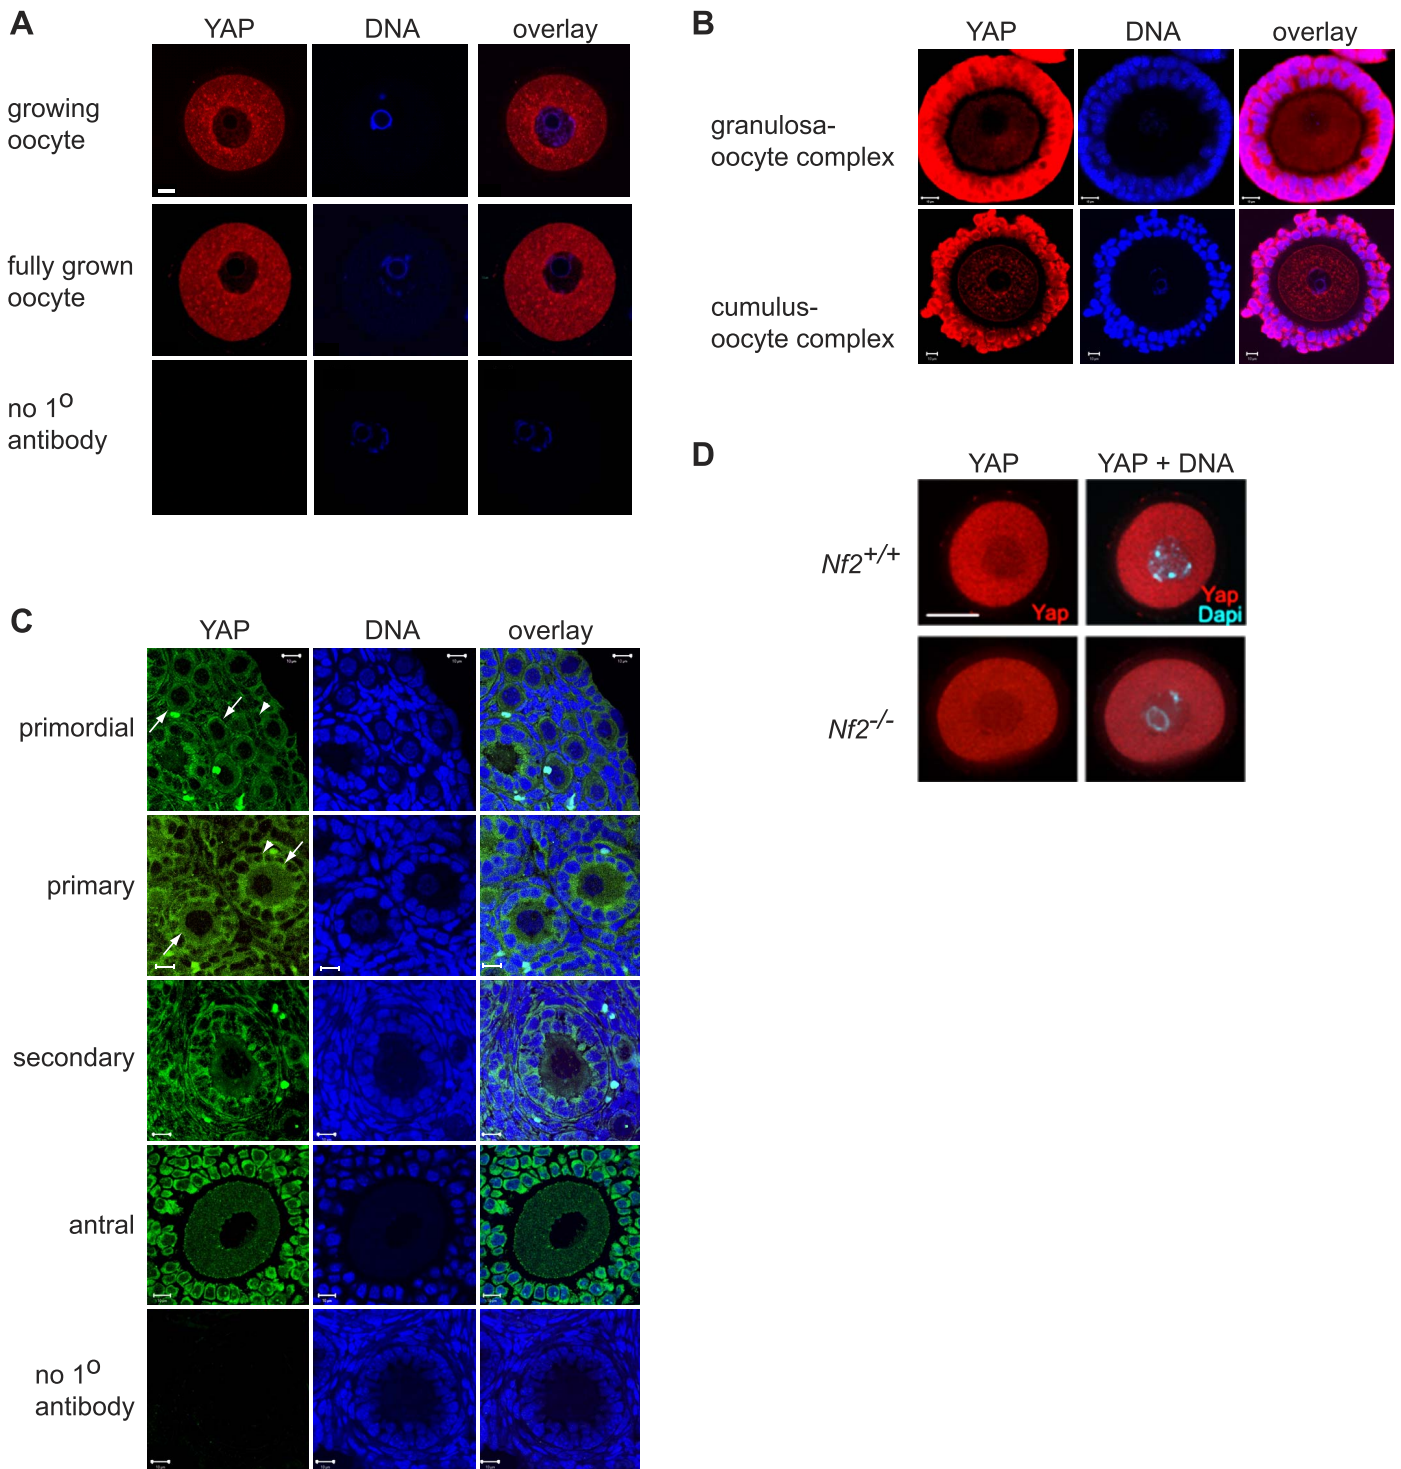 A
YAP
DNA
overlay
growing
oocyte
fully grown
oocyte
no 1o
antibody
B
YAP
DNA
overlay
granulosa-
oocyte complex
cumulus-
oocyte complex
C
YAP
DNA
overlay
primordial
primary
secondary
antral
no 1o
antibody
D
YAP
YAP + DNA
Nf2+/+
Yap
Yap
Dapi
Nf2-/-